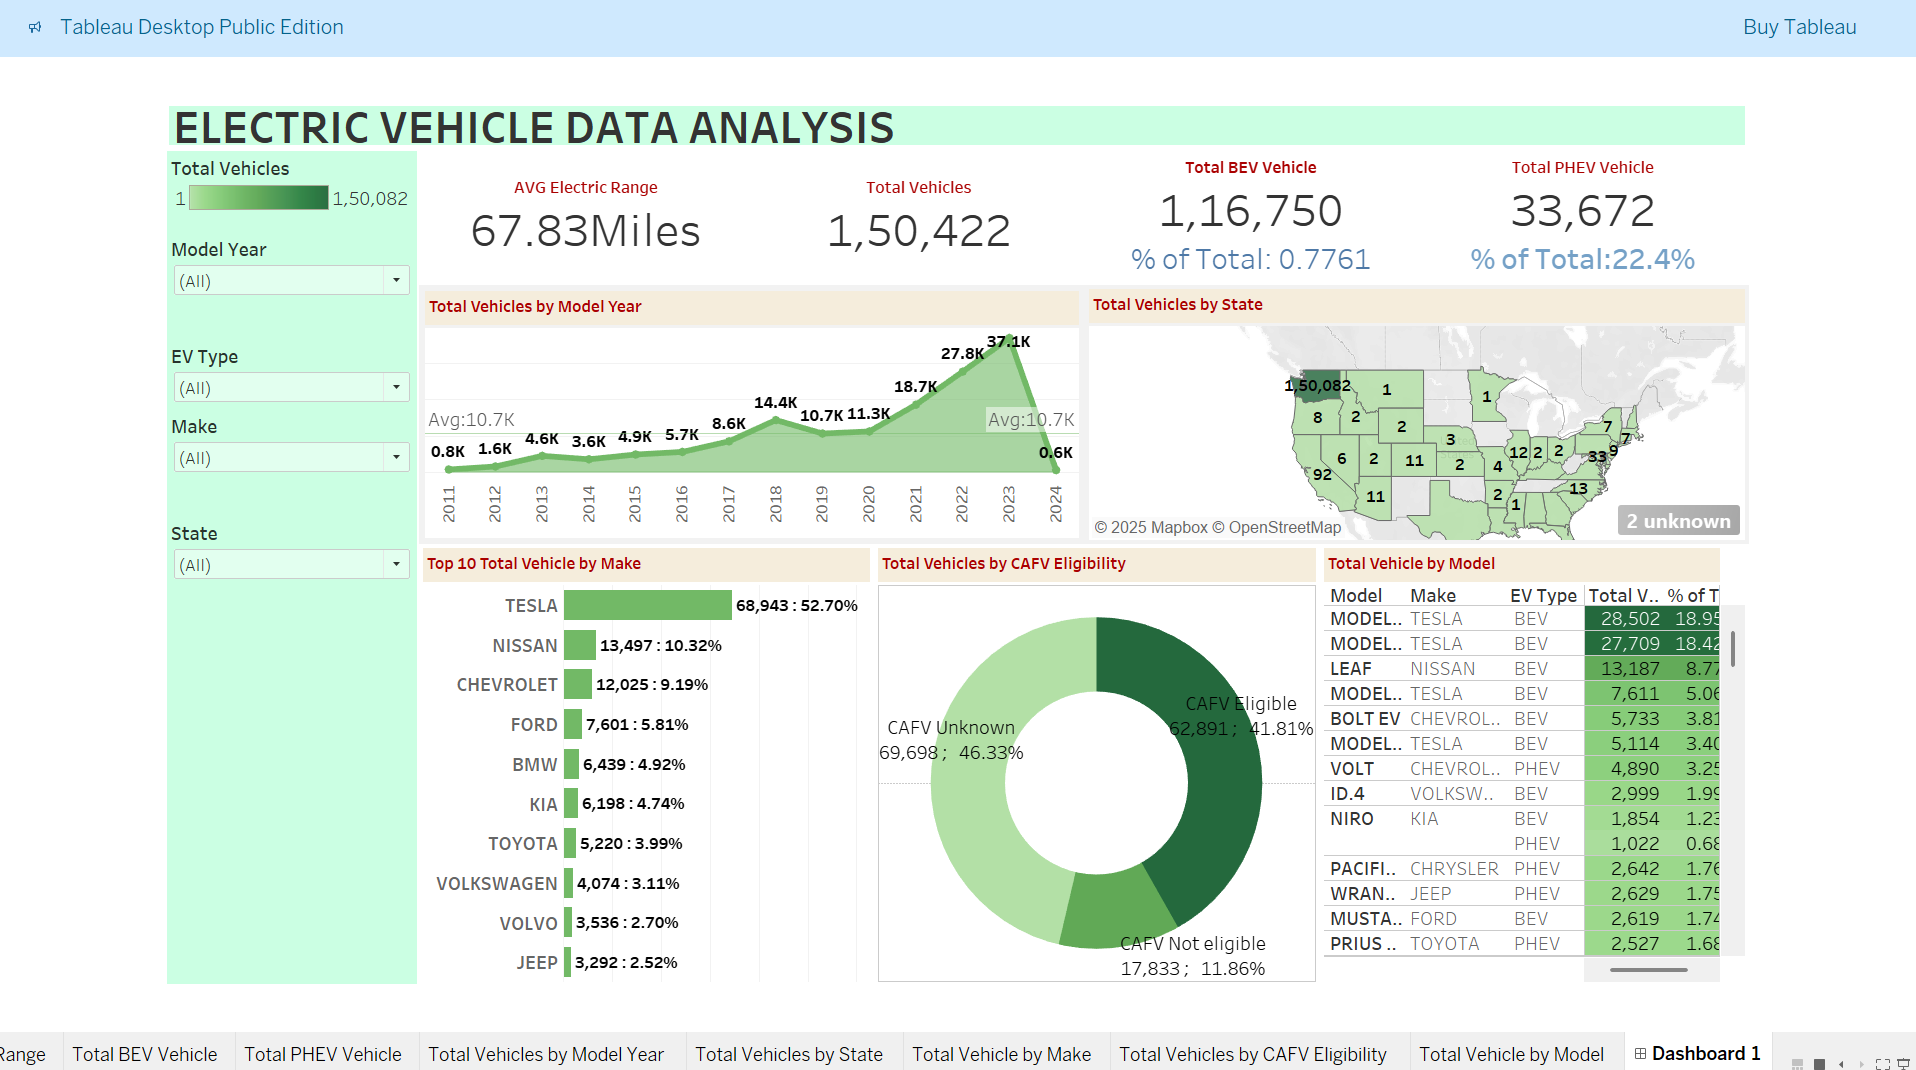 Tableau Desktop Public Edition
Buy Tableau
ELECTRIC VEHICLE DATA ANALYSIS
Total Vehicles
1 1,50,082
Model Year
(All)
EV Type
(All)
Make
(All)
State
(All)
AVG Electric Range
67.83Miles
Total Vehicles
1,50,422
Total BEV Vehicle
1,16,750
% of Total: 0.7761
Total PHEV Vehicle
33,672
% of Total:22.4%
Total Vehicles by Model Year
0.8K 1.6K 4.6K 3.6K 4.9K 5.7K 8.6K 14.4K 10.7K 11.3K 18.7K 27.8K 37.1K 0.6K
Avg:10.7K
Avg:10.7K
2011 2012 2013 2014 2015 2016 2017 2018 2019 2020 2021 2022 2023 2024
Total Vehicles by State
1,50,082 1 1
8 2 2 7
3 7
6 2 11 2 4 12 2 2 33 9
92 11 2 1 13
© 2025 Mapbox © OpenStreetMap
2 unknown
Top 10 Total Vehicle by Make
TESLA 68,943 : 52.70%
NISSAN 13,497 : 10.32%
CHEVROLET 12,025 : 9.19%
FORD 7,601 : 5.81%
BMW 6,439 : 4.92%
KIA 6,198 : 4.74%
TOYOTA 5,220 : 3.99%
VOLKSWAGEN 4,074 : 3.11%
VOLVO 3,536 : 2.70%
JEEP 3,292 : 2.52%
Total Vehicles by CAFV Eligibility
CAFV Eligible
62,891 ; 41.81%
CAFV Unknown
69,698 ; 46.33%
CAFV Not eligible
17,833 ; 11.86%
Total Vehicle by Model
Model Make EV Type Total V.. % of T
MODEL.. TESLA BEV 28,502 18.95
MODEL.. TESLA BEV 27,709 18.42
LEAF NISSAN BEV 13,187 8.77
MODEL.. TESLA BEV 7,611 5.06
BOLT EV CHEVROL.. BEV 5,733 3.81
MODEL.. TESLA BEV 5,114 3.40
VOLT CHEVROL.. PHEV 4,890 3.25
ID.4 VOLKSW.. BEV 2,999 1.99
NIRO KIA BEV 1,854 1.23
PHEV 1,022 0.68
PACIFI.. CHRYSLER PHEV 2,642 1.76
WRAN.. JEEP PHEV 2,629 1.75
MUSTA.. FORD BEV 2,619 1.74
PRIUS .. TOYOTA PHEV 2,527 1.68
Range Total BEV Vehicle Total PHEV Vehicle Total Vehicles by Model Year Total Vehicles by State Total Vehicle by Make Total Vehicles by CAFV Eligibility Total Vehicle by Model Dashboard 1